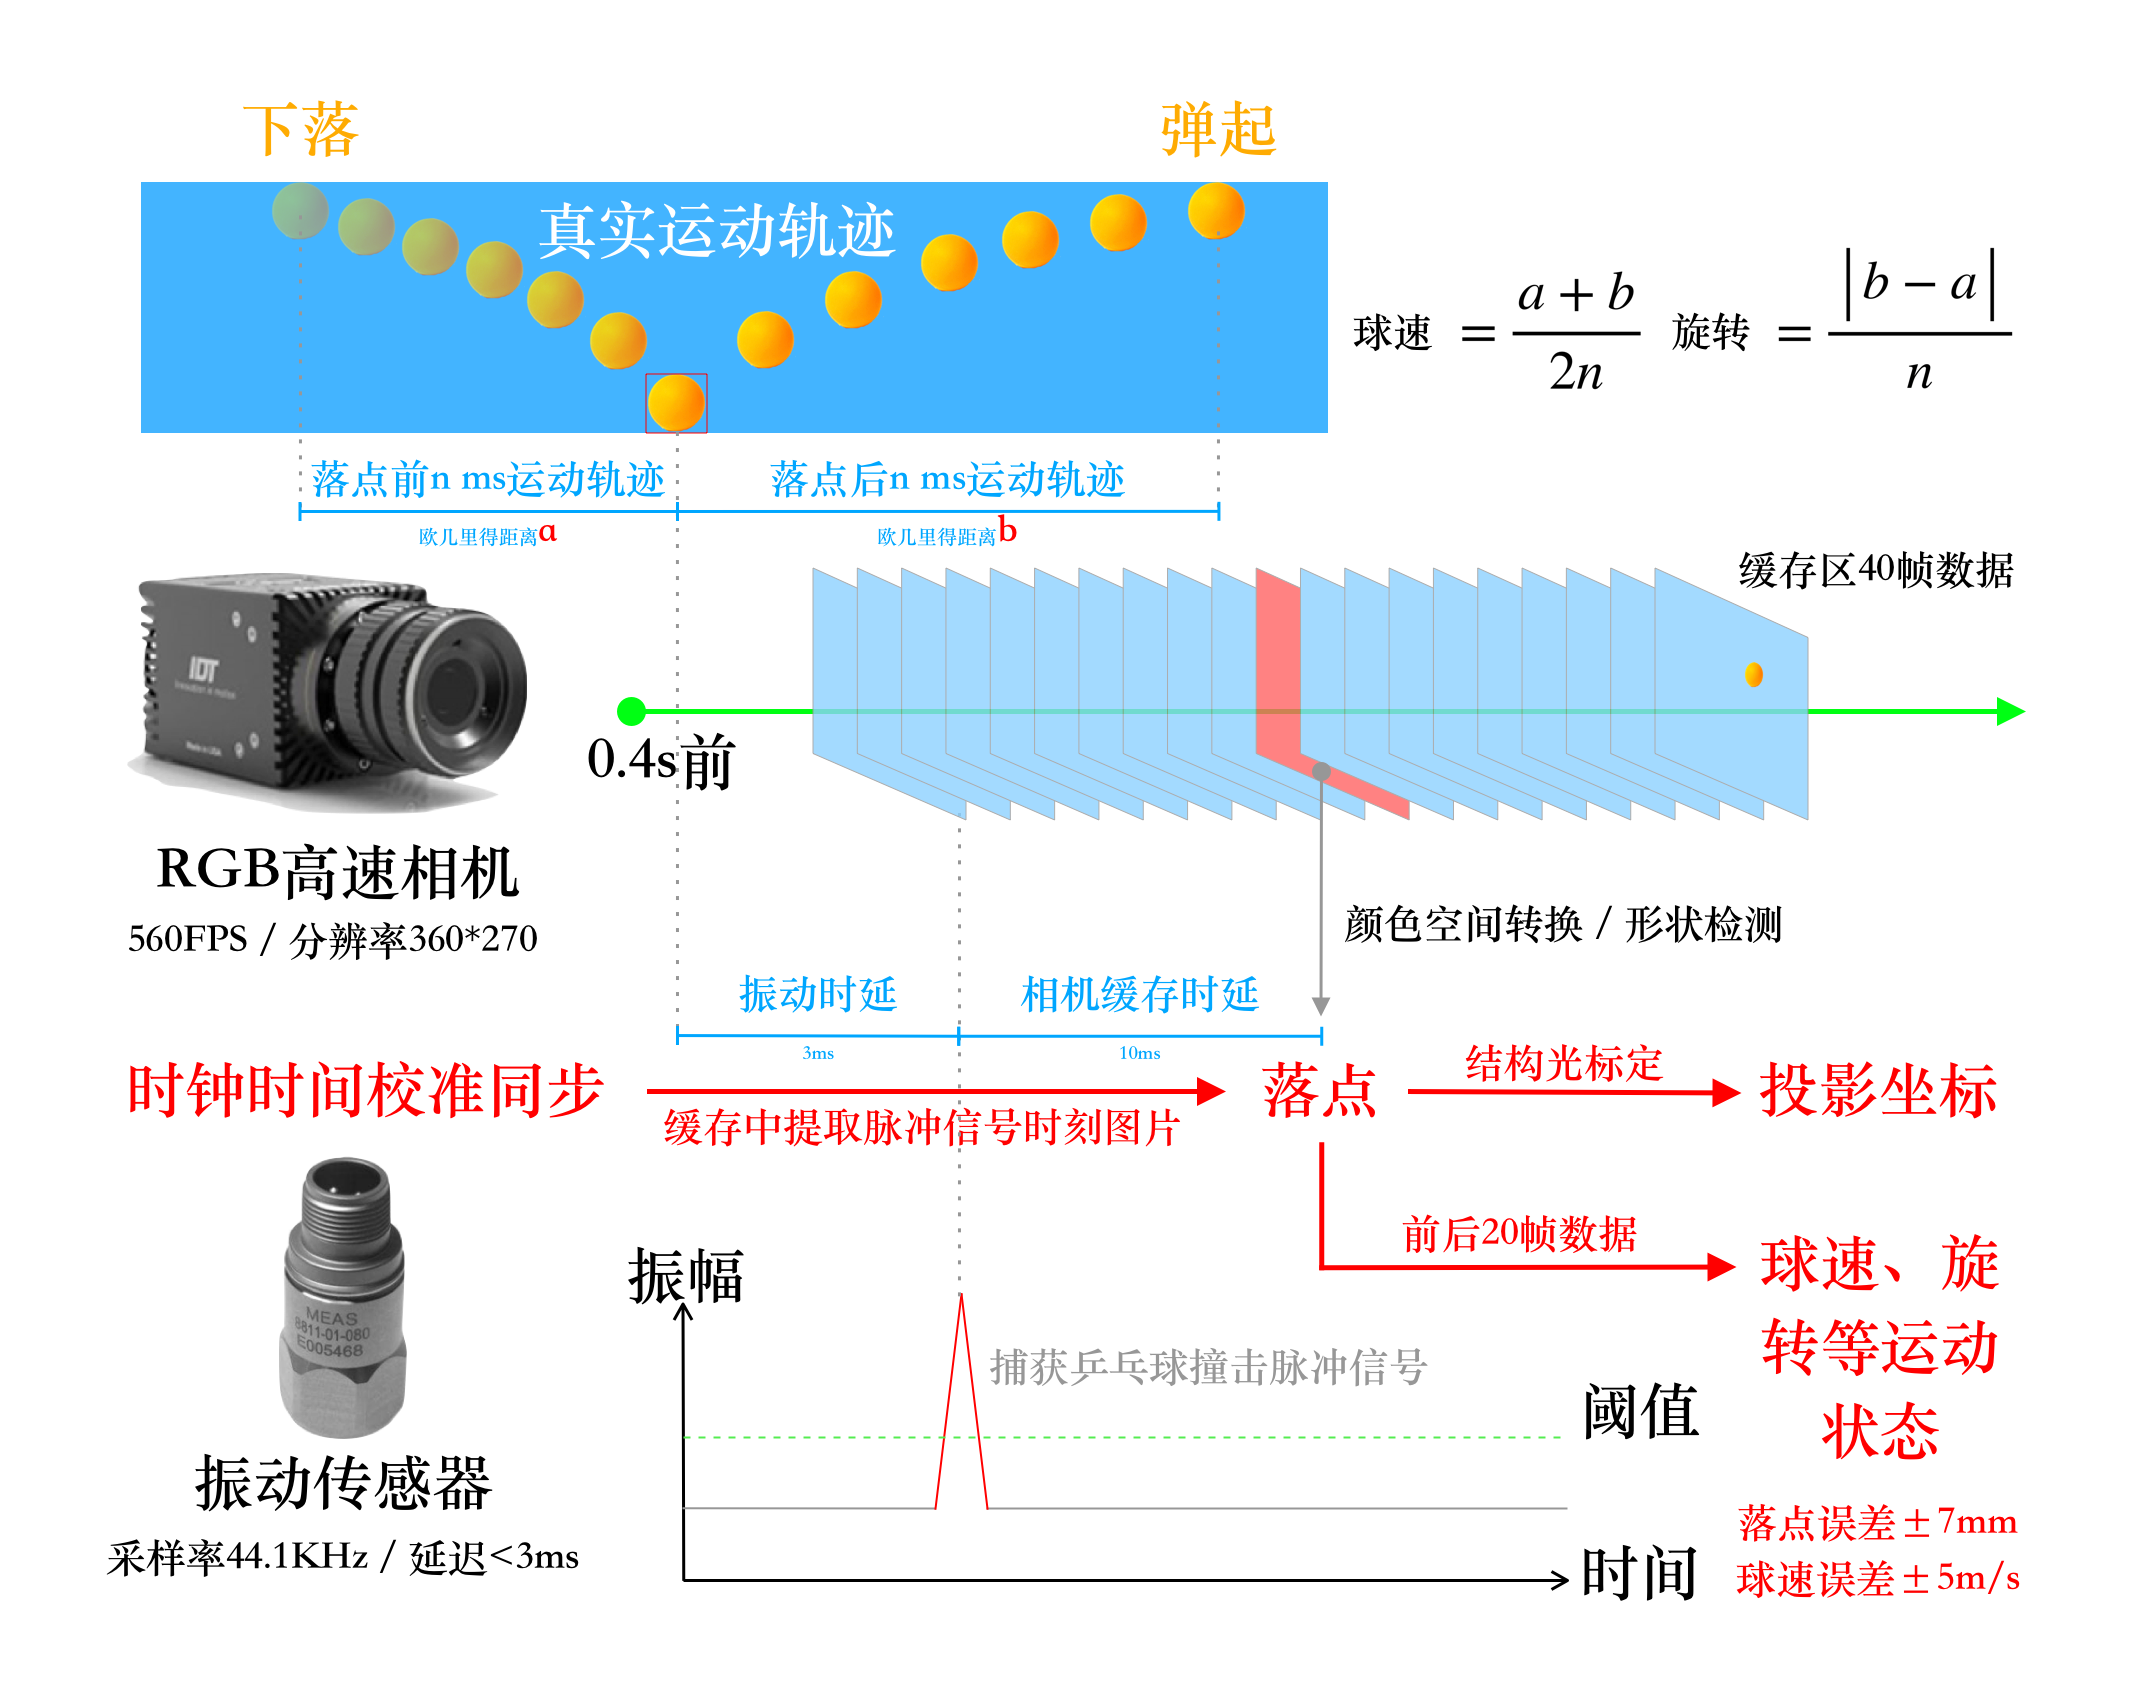 下落
弹起
真实运动轨迹
球速 = a + b / 2n
旋转 = |b − a| / n
落点前n ms运动轨迹
落点后n ms运动轨迹
欧几里得距离a
欧几里得距离b
缓存区40帧数据
IDT
0.4s前
RGB高速相机
560FPS / 分辨率360*270
颜色空间转换 / 形状检测
振动时延
相机缓存时延
3ms
10ms
时钟时间校准同步
缓存中提取脉冲信号时刻图片
落点
结构光标定
投影坐标
前后20帧数据
球速、旋
转等运动
状态
MEAS
8811-01-080
E005468
振动传感器
采样率44.1KHz / 延迟<3ms
振幅
捕获乒乓球撞击脉冲信号
阈值
时间
落点误差±7mm
球速误差±5m/s